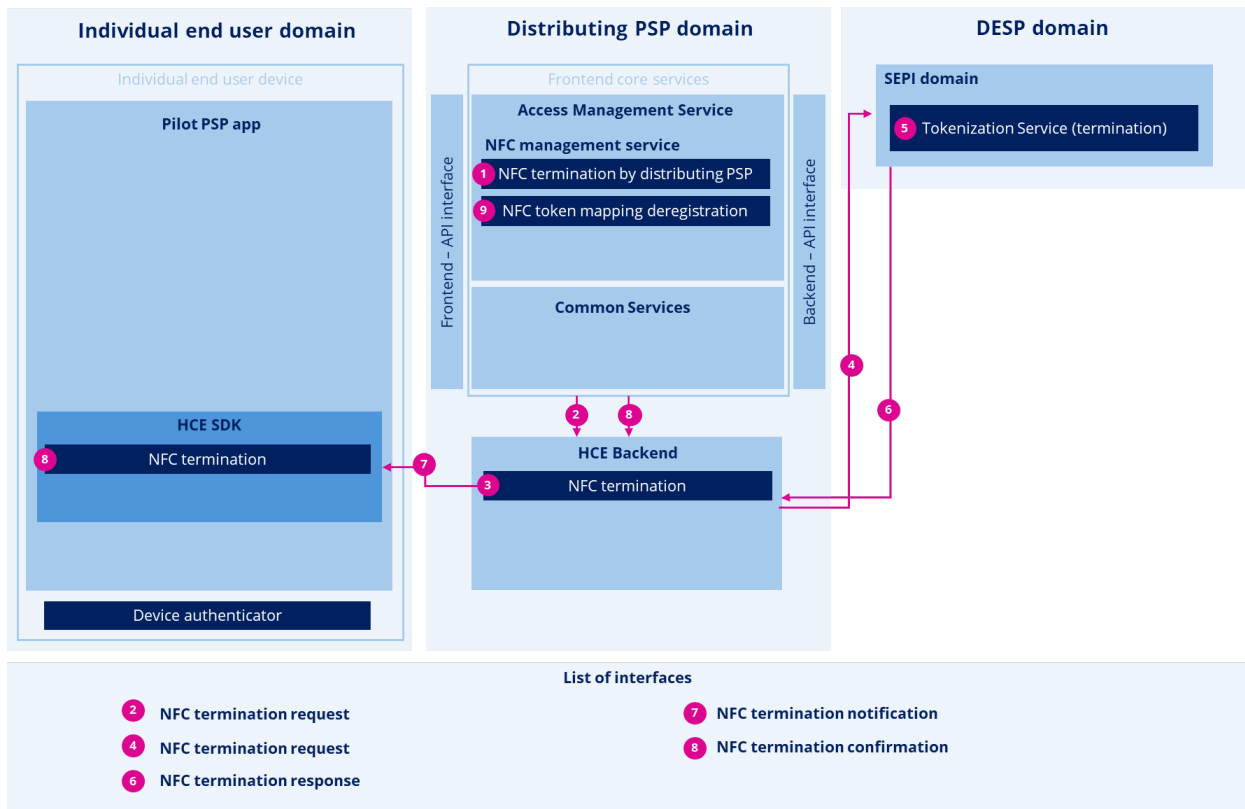 Individual end user domain
Individual end user device
Pilot PSP app
HCE SDK
8
NFC termination
Device authenticator
Distributing PSP domain
Frontend core services
Frontend – API interface
Access Management Service
NFC management service
1
NFC termination by distributing PSP
9
NFC token mapping deregistration
Common Services
Backend – API interface
2
8
HCE Backend
3
NFC termination
7
DESP domain
SEPI domain
5
Tokenization Service (termination)
4
6
List of interfaces
2 NFC termination request
4 NFC termination request
6 NFC termination response
7 NFC termination notification
8 NFC termination confirmation